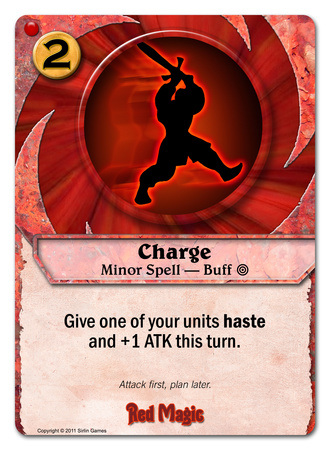 2
Charge
Minor Spell — Buff ◎
Give one of your units haste
and +1 ATK this turn.
Attack first, plan later.
Red Magic
Copyright © 2011 Sirlin Games